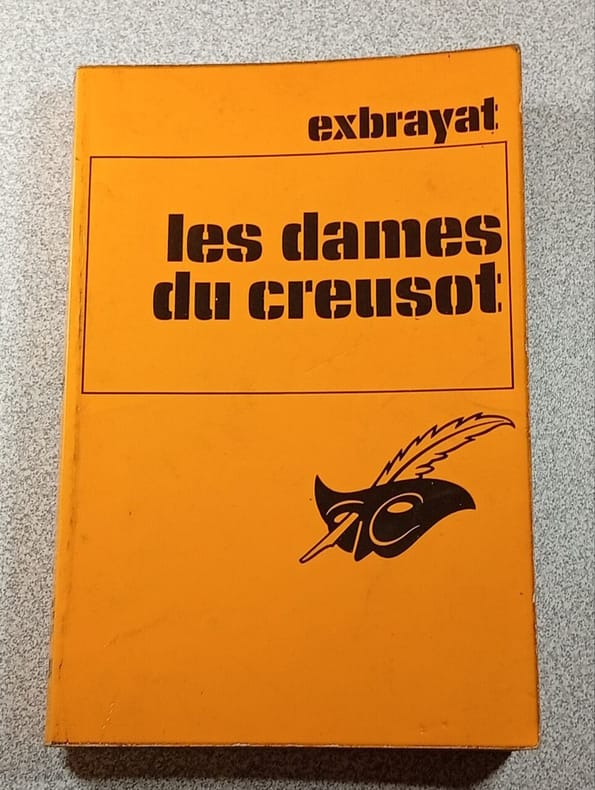 exbrayat
les dames
du creusot